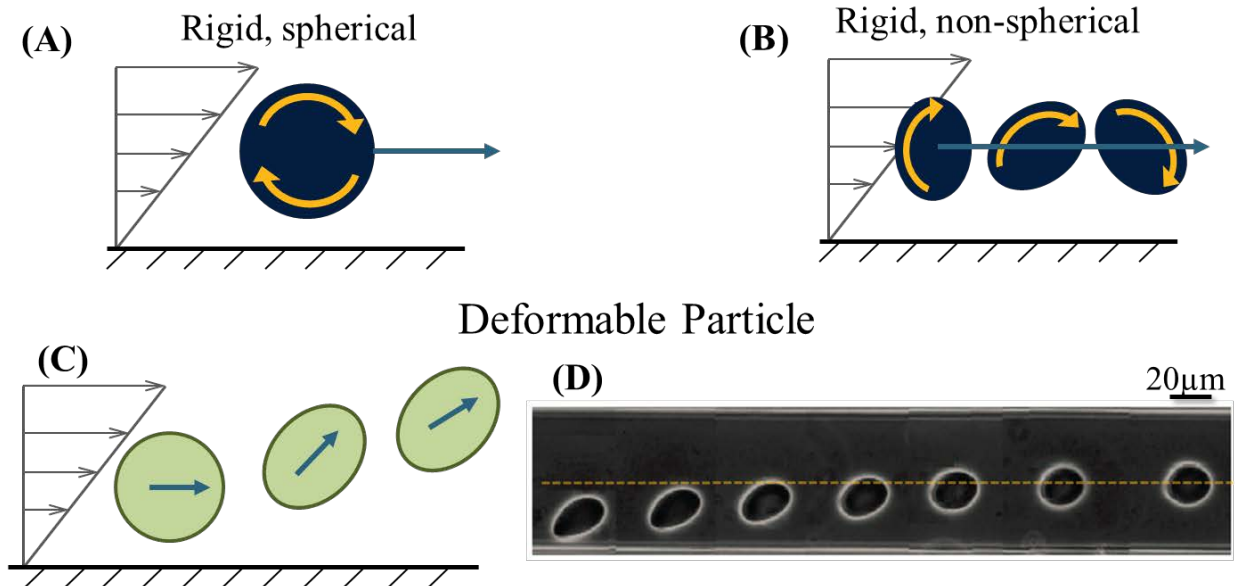 (A)
Rigid, spherical
(B)
Rigid, non-spherical
Deformable Particle
(C)
(D)
20µm